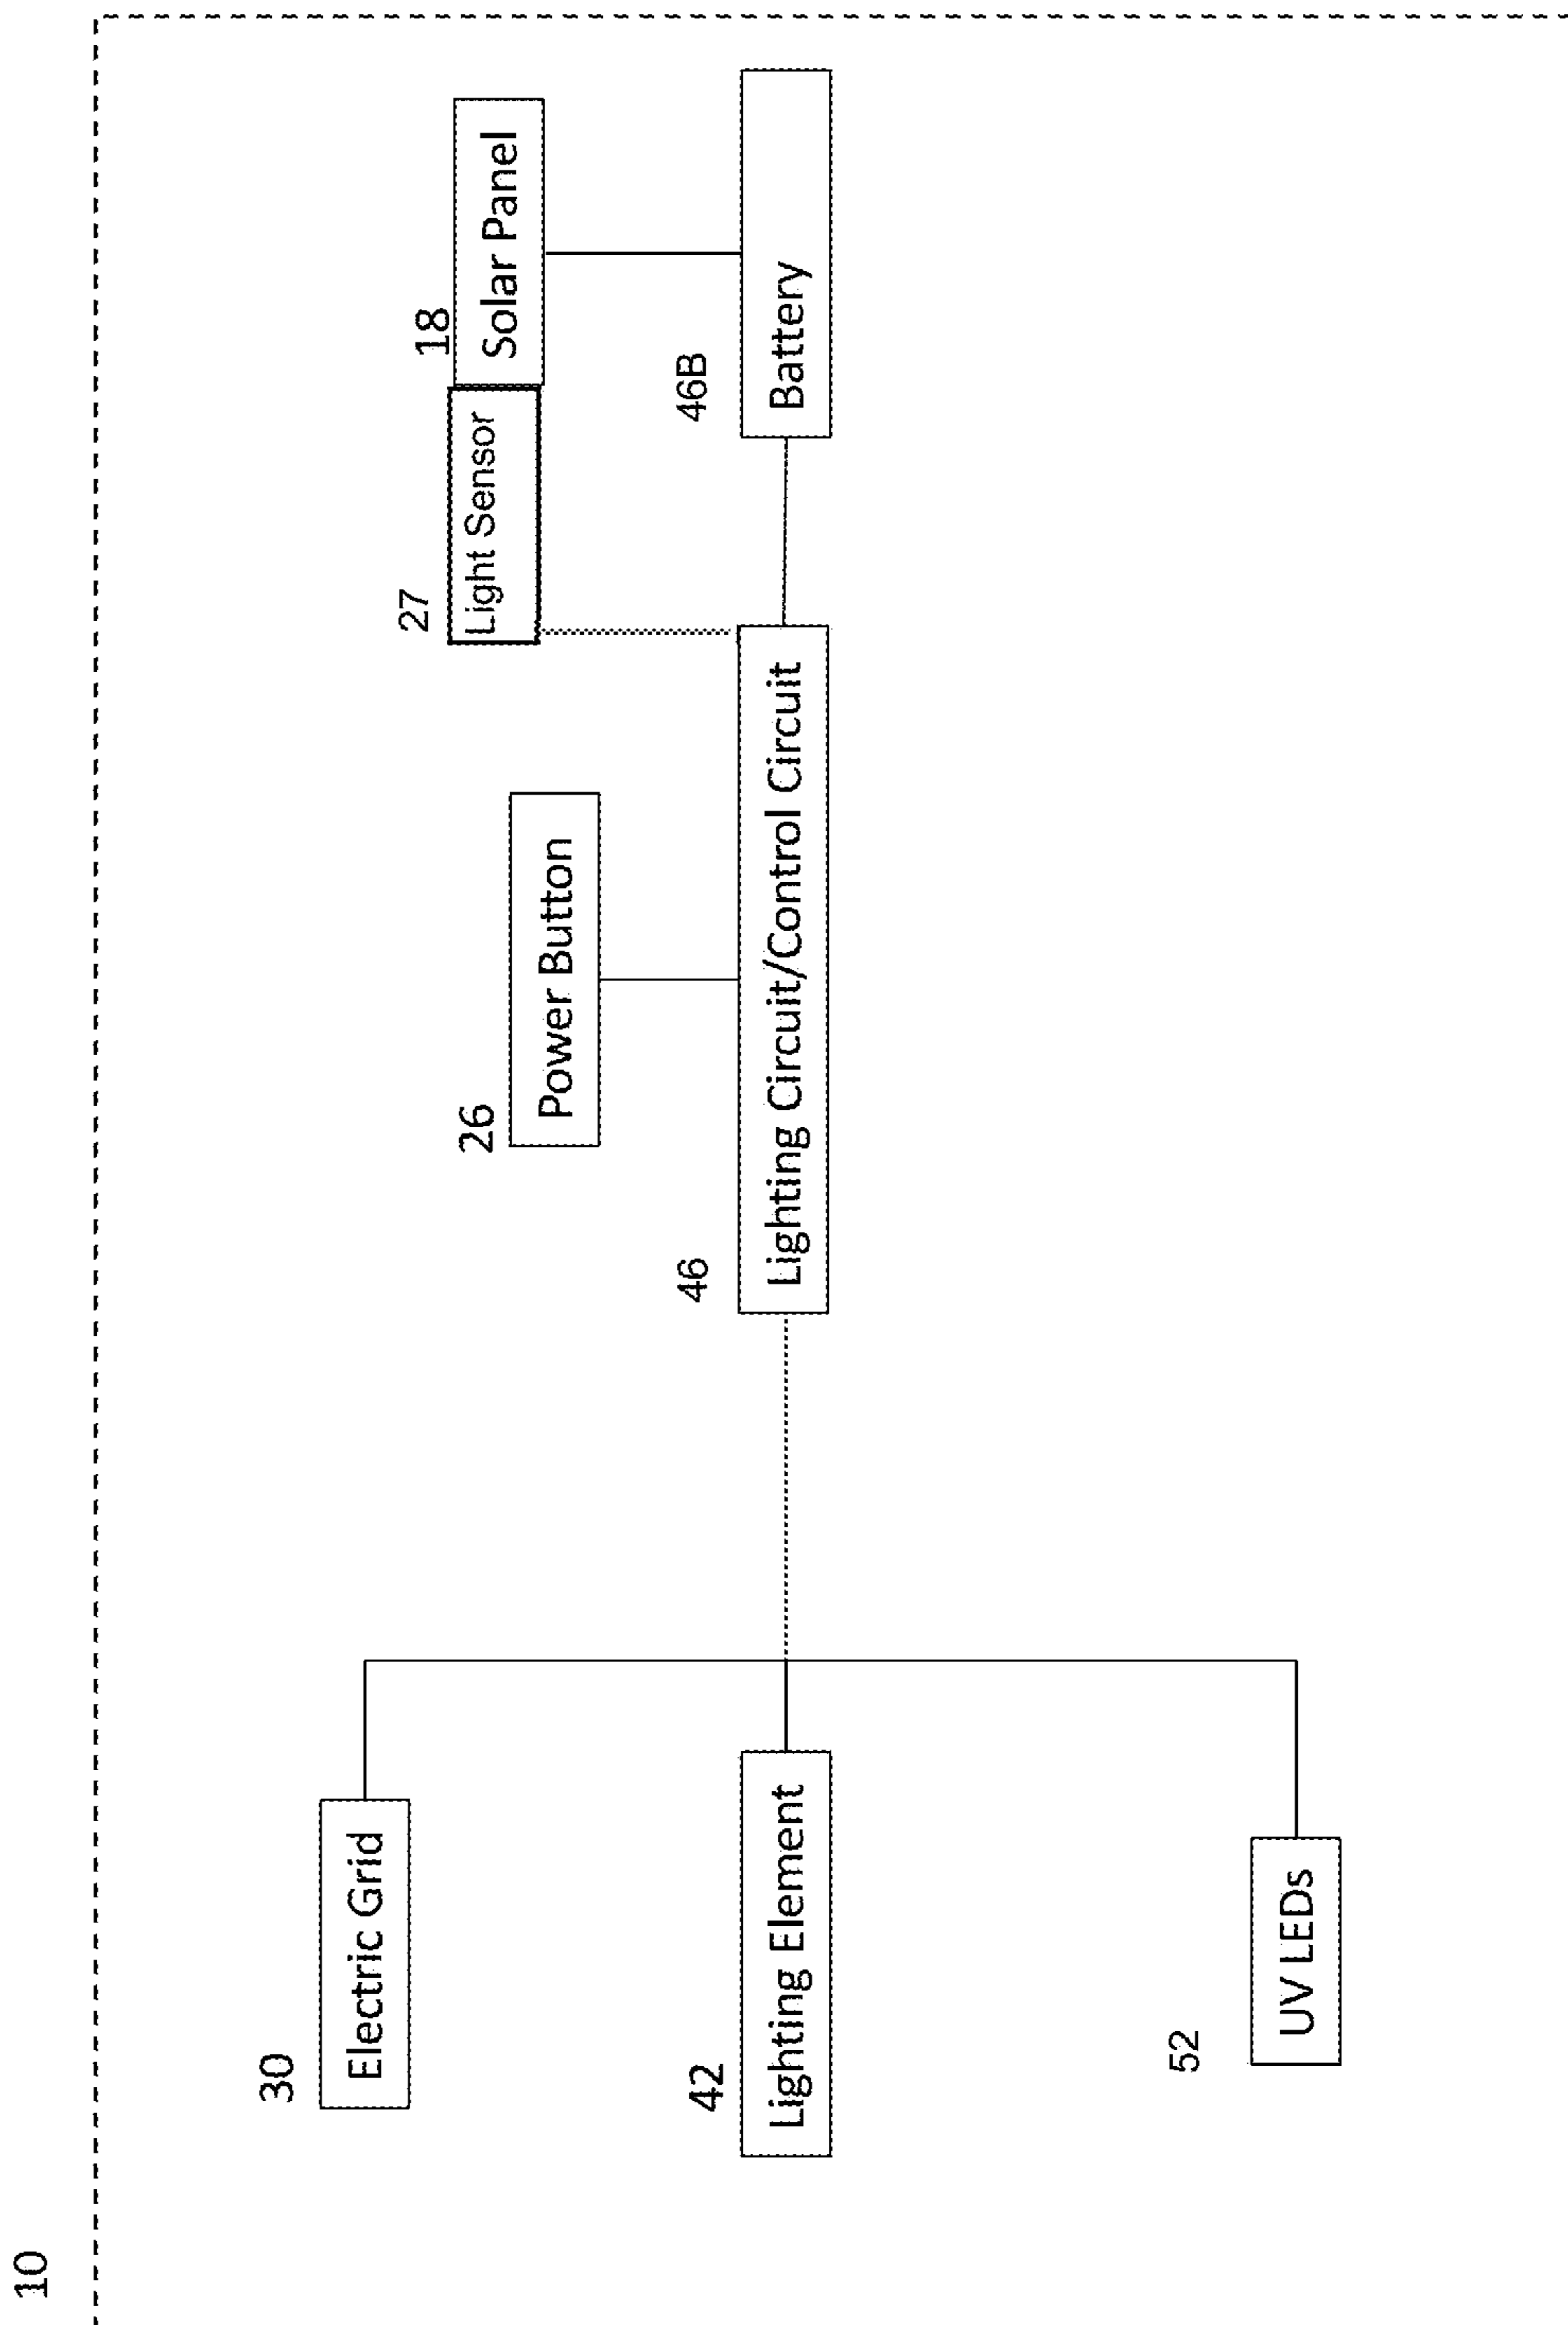 10
30
Electric Grid
42
Lighting Element
52
UV LEDs
26
Power Button
46
Lighting Circuit/Control Circuit
27
Light Sensor
18
Solar Panel
46B
Battery